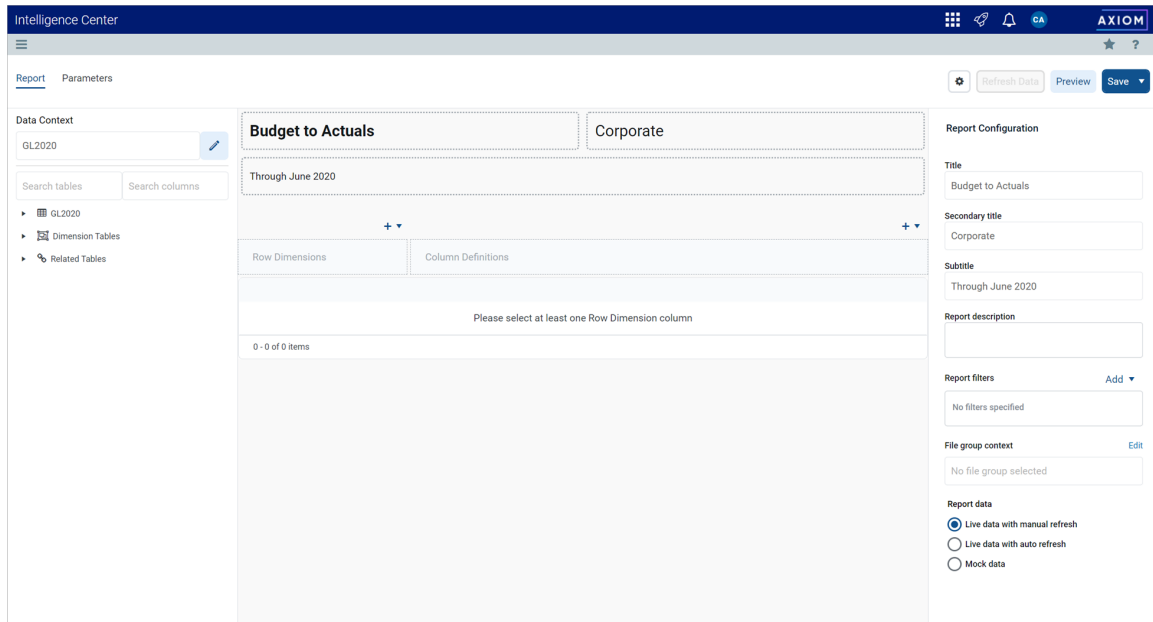 Intelligence Center
CA
AXIOM
?
Report Parameters
Refresh Data Preview Save
Data Context
GL2020
Search tables Search columns
GL2020
Dimension Tables
Related Tables
Budget to Actuals Corporate
Through June 2020
+ +
Row Dimensions Column Definitions
Please select at least one Row Dimension column
0 - 0 of 0 items
Report Configuration
Title
Budget to Actuals
Secondary title
Corporate
Subtitle
Through June 2020
Report description
Report filters Add
No filters specified
File group context Edit
No file group selected
Report data
Live data with manual refresh
Live data with auto refresh
Mock data